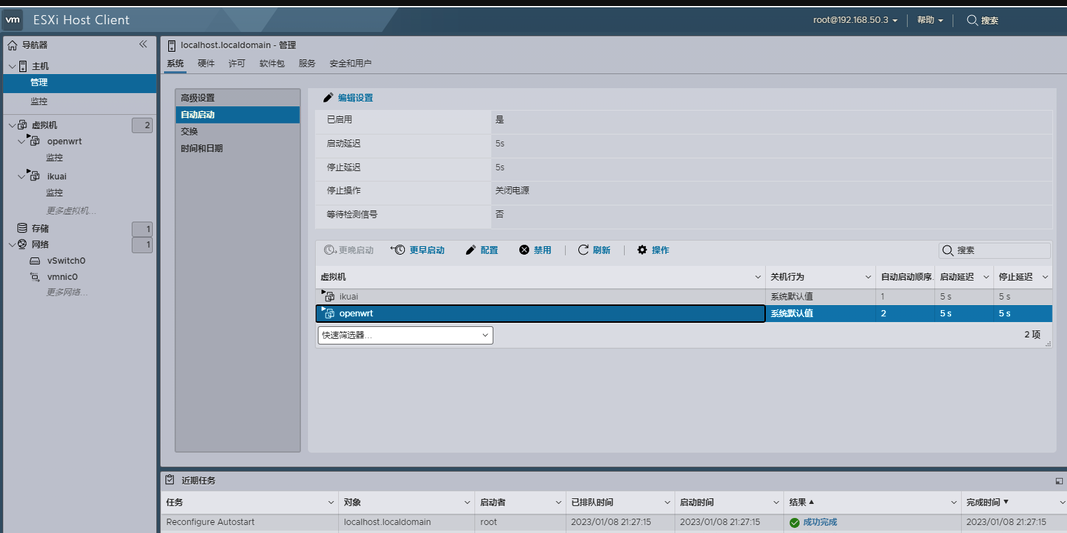 vm ESXi Host Client root@192.168.50.3 帮助 搜索
导航器
主机
管理
监控
虚拟机 2
openwrt
监控
ikuai
监控
更多虚拟机...
存储 1
网络 1
vSwitch0
vmnic0
更多网络...
localhost.localdomain - 管理
系统 硬件 许可 软件包 服务 安全和用户
高级设置
自动启动
交换
时间和日期
编辑设置
已启用 是
启动延迟 5s
停止延迟 5s
停止操作 关闭电源
等待检测信号 否
更晚启动 更早启动 配置 禁用 刷新 操作 搜索
虚拟机 关机行为 自动启动顺序 启动延迟 停止延迟
ikuai 系统默认值 1 5 s 5 s
openwrt 系统默认值 2 5 s 5 s
快速筛选器... 2 项
近期任务
任务 对象 启动者 已排队时间 启动时间 结果▲ 完成时间▼
Reconfigure Autostart localhost.localdomain root 2023/01/08 21:27:15 2023/01/08 21:27:15 成功完成 2023/01/08 21:27:15